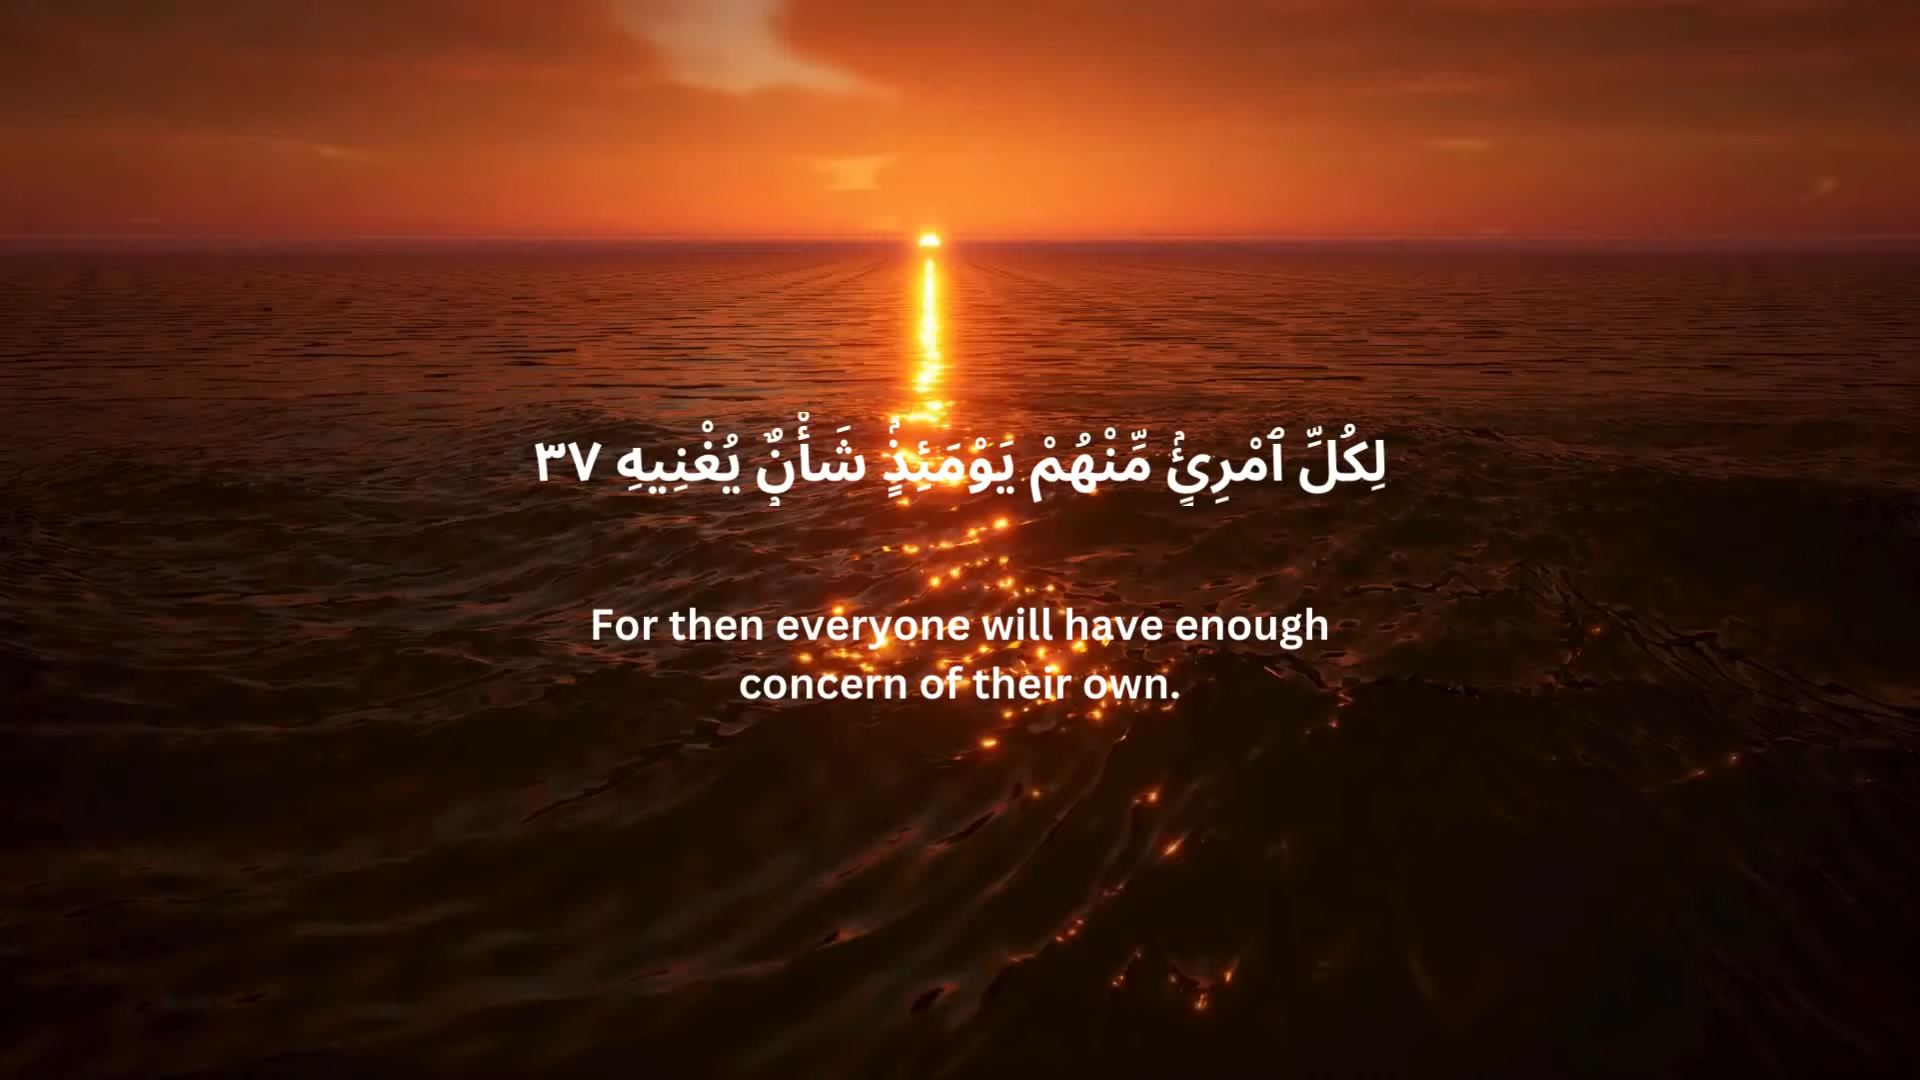 لِكُلِّ ٱمْرِئٍۢ مِّنْهُمْ يَوْمَئِذٍۢ شَأْنٌۭ يُغْنِيهِ ٣٧
For then everyone will have enough
concern of their own.